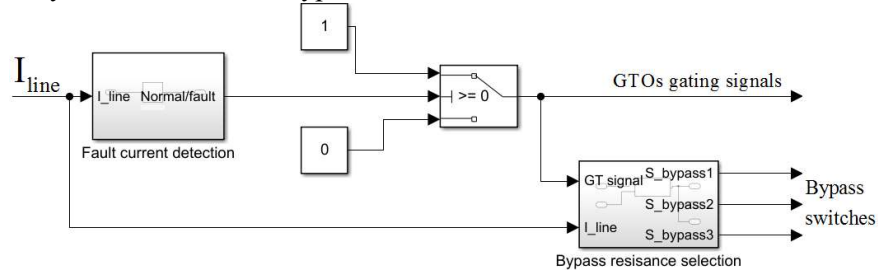 1
I_line
I_line Normal/fault
>= 0
GTOs gating signals
Fault current detection
0
GT signal S_bypass1
S_bypass2
I_line S_bypass3
Bypass
switches
Bypass resisance selection